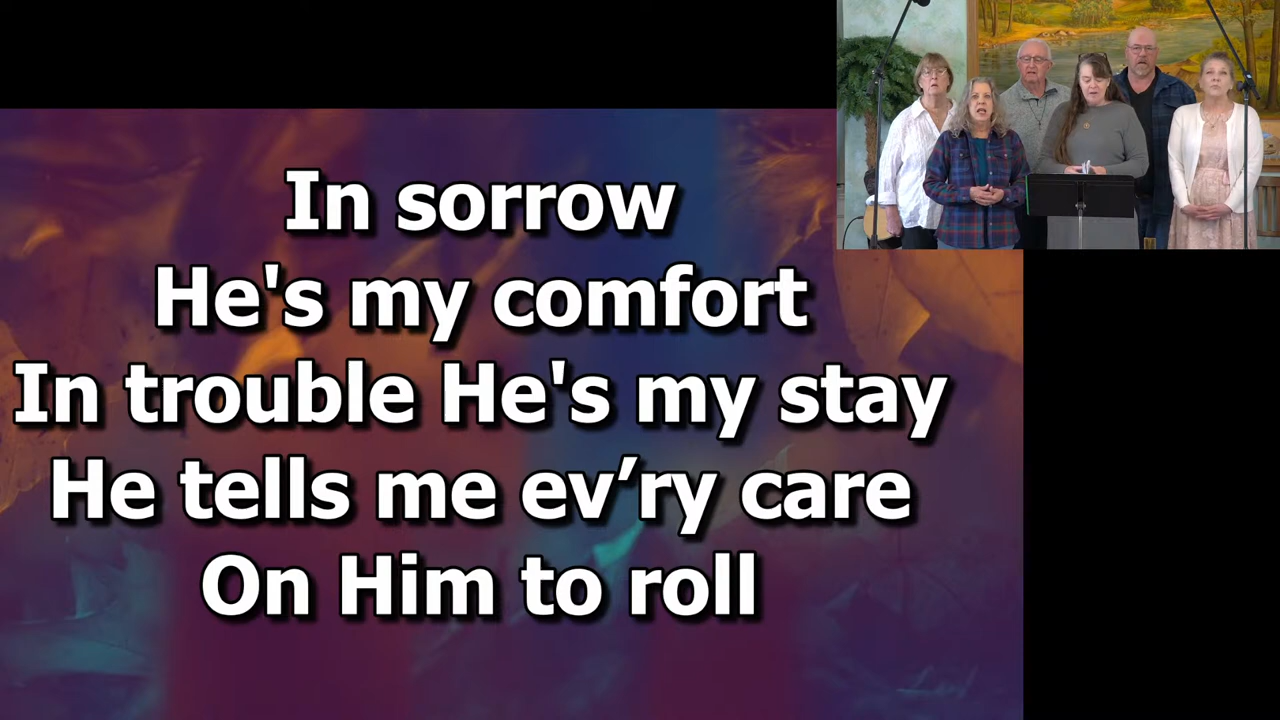 In sorrow
He's my comfort
In trouble He's my stay
He tells me ev’ry care
On Him to roll